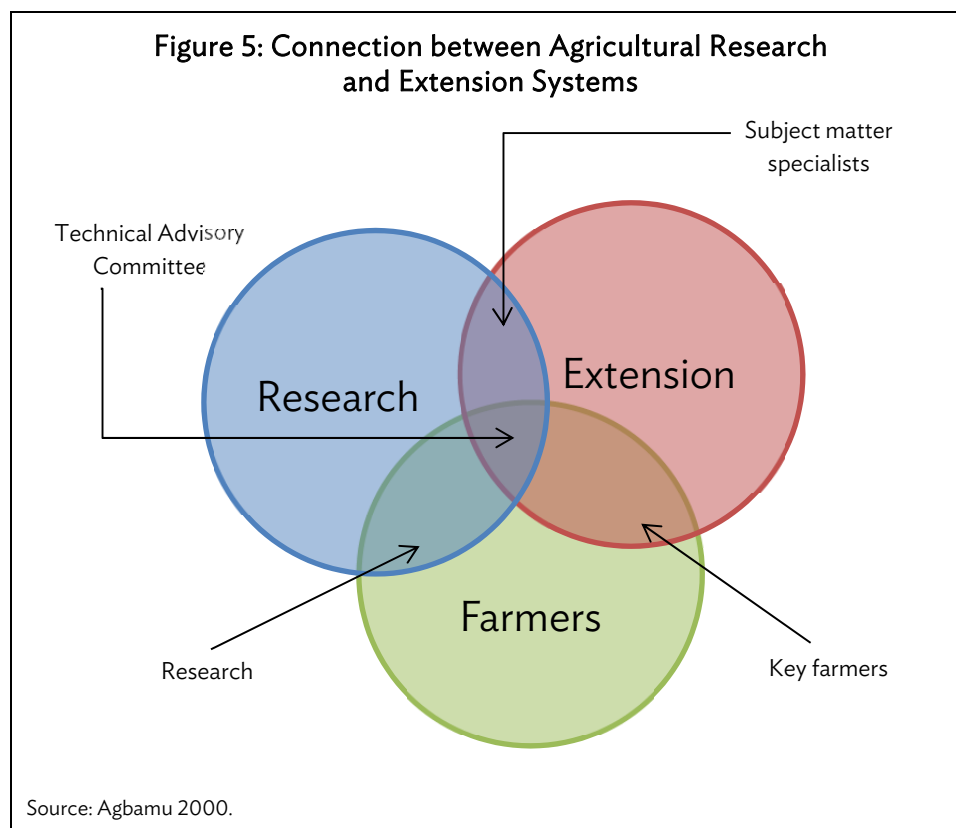 Figure 5: Connection between Agricultural Research
and Extension Systems
Subject matter
specialists
Technical Advisory
Committee
Research
Extension
Farmers
Research
Key farmers
Source: Agbamu 2000.